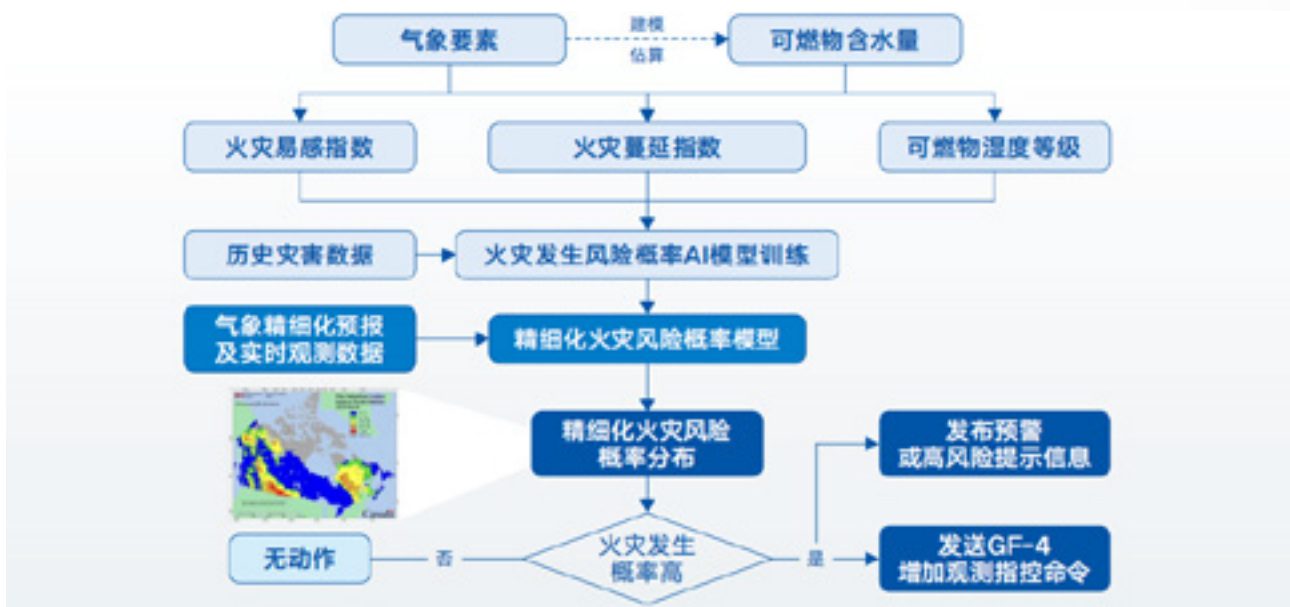 气象要素
建模
估算
可燃物含水量
火灾易感指数
火灾蔓延指数
可燃物湿度等级
历史灾害数据
火灾发生风险概率AI模型训练
气象精细化预报
及实时观测数据
精细化火灾风险概率模型
精细化火灾风险
概率分布
发布预警
或高风险提示信息
无动作
否
火灾发生
概率高
是
发送GF-4
增加观测指控命令
Canada